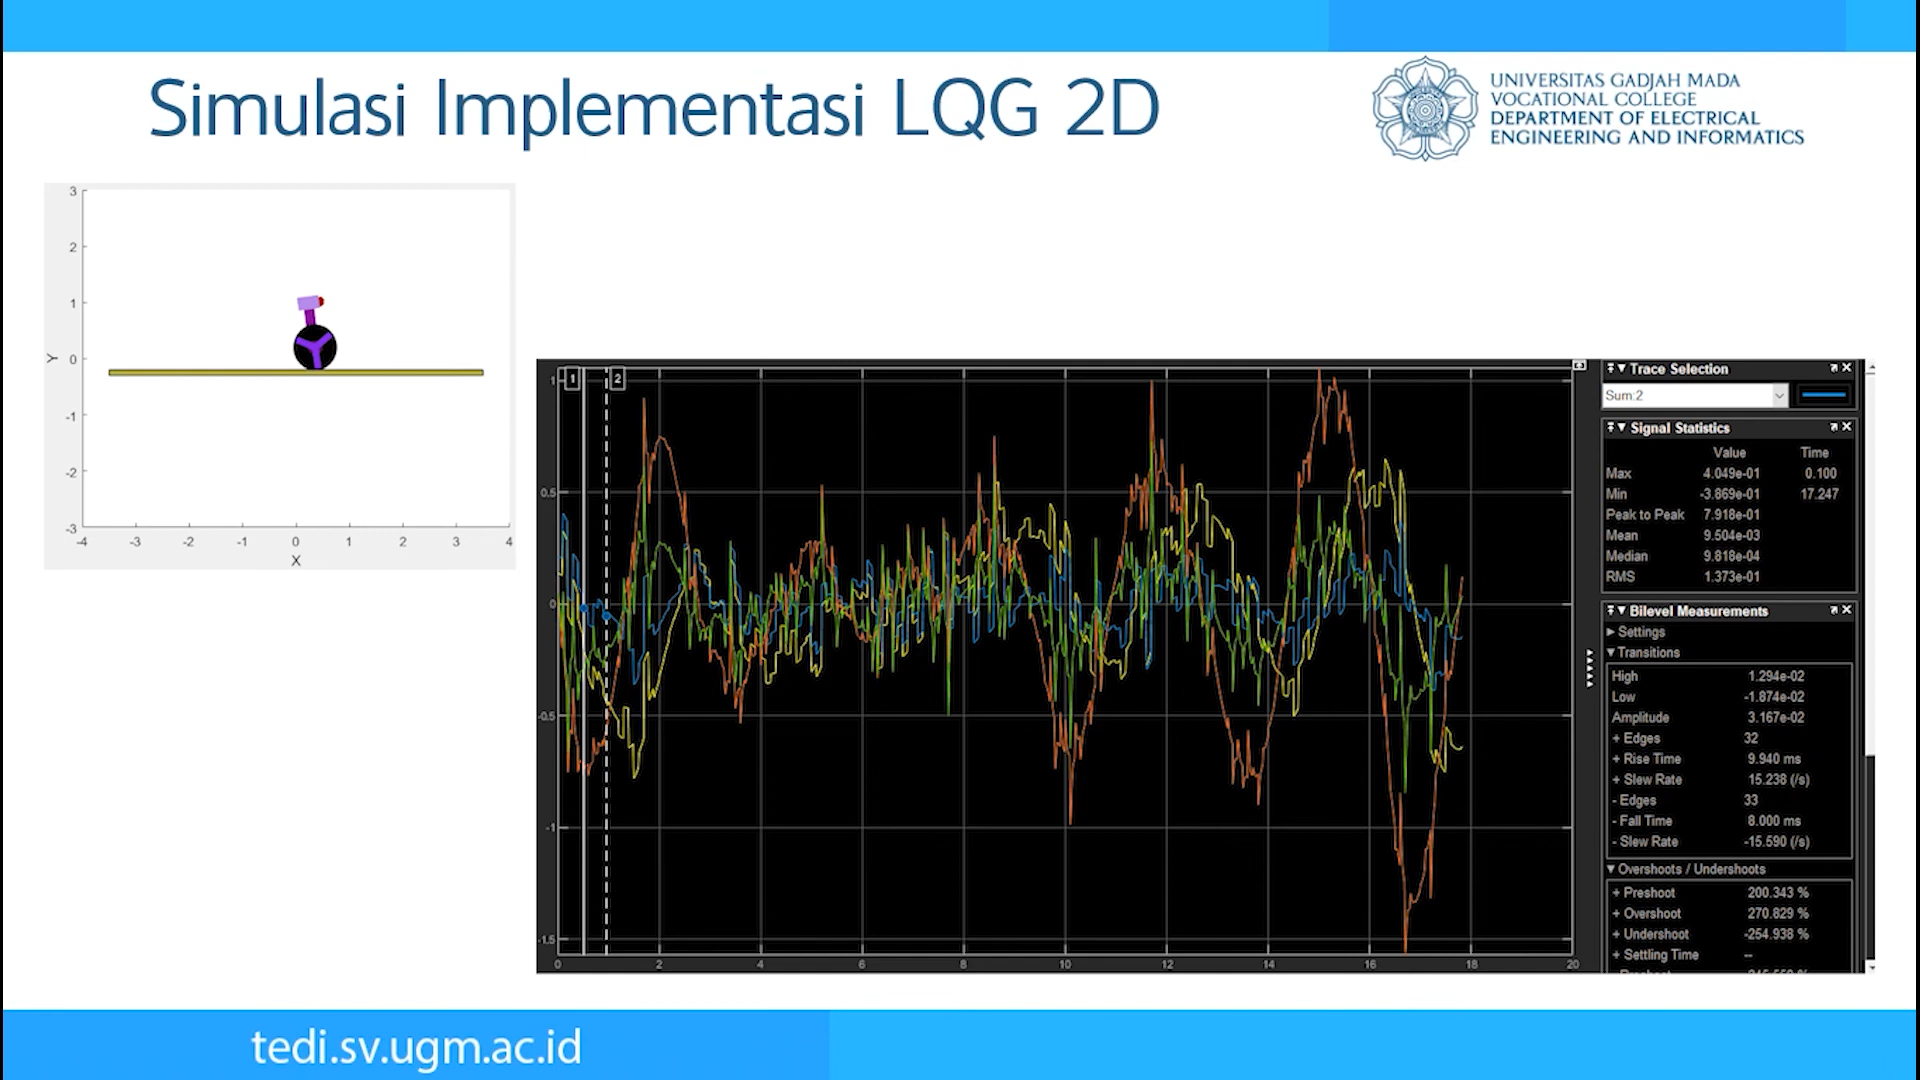 Simulasi Implementasi LQG 2D
UNIVERSITAS GADJAH MADA
VOCATIONAL COLLEGE
DEPARTMENT OF ELECTRICAL
ENGINEERING AND INFORMATICS
3
2
1
0
-1
-2
-3
Y
-4 -3 -2 -1 0 1 2 3 4
X
1 2
1
0.5
0
-0.5
-1
-1.5
0 2 4 6 8 10 12 14 16 18 20
Trace Selection
Sum:2
Signal Statistics
Value Time
Max 4.049e-01 0.100
Min -3.869e-01 17.247
Peak to Peak 7.918e-01
Mean 9.504e-03
Median 9.818e-04
RMS 1.373e-01
Bilevel Measurements
Settings
Transitions
High 1.294e-02
Low -1.874e-02
Amplitude 3.167e-02
+ Edges 32
+ Rise Time 9.940 ms
+ Slew Rate 15.238 (/s)
- Edges 33
- Fall Time 8.000 ms
- Slew Rate -15.590 (/s)
Overshoots / Undershoots
+ Preshoot 200.343 %
+ Overshoot 270.829 %
+ Undershoot -254.938 %
+ Settling Time --
tedi.sv.ugm.ac.id